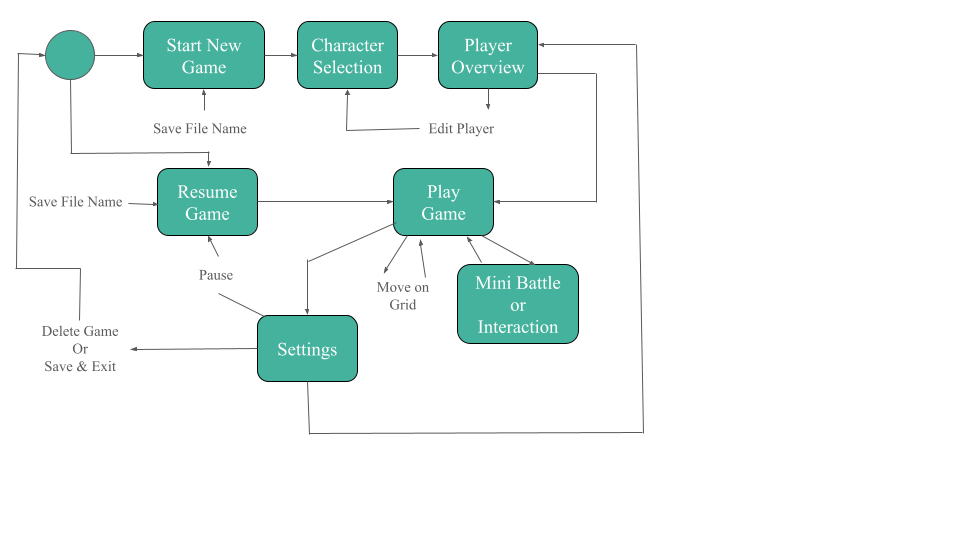 Start New
Game
Character
Selection
Player
Overview
Save File Name
Edit Player
Resume
Game
Save File Name
Play
Game
Pause
Move on
Grid
Mini Battle
or
Interaction
Delete Game
Or
Save & Exit
Settings